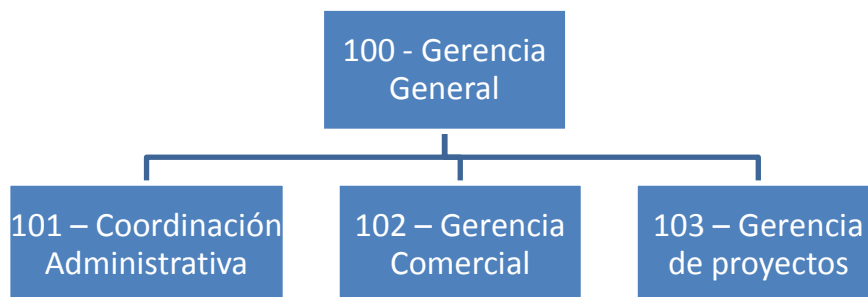 100 - Gerencia
General
101 – Coordinación
Administrativa
102 – Gerencia
Comercial
103 – Gerencia
de proyectos